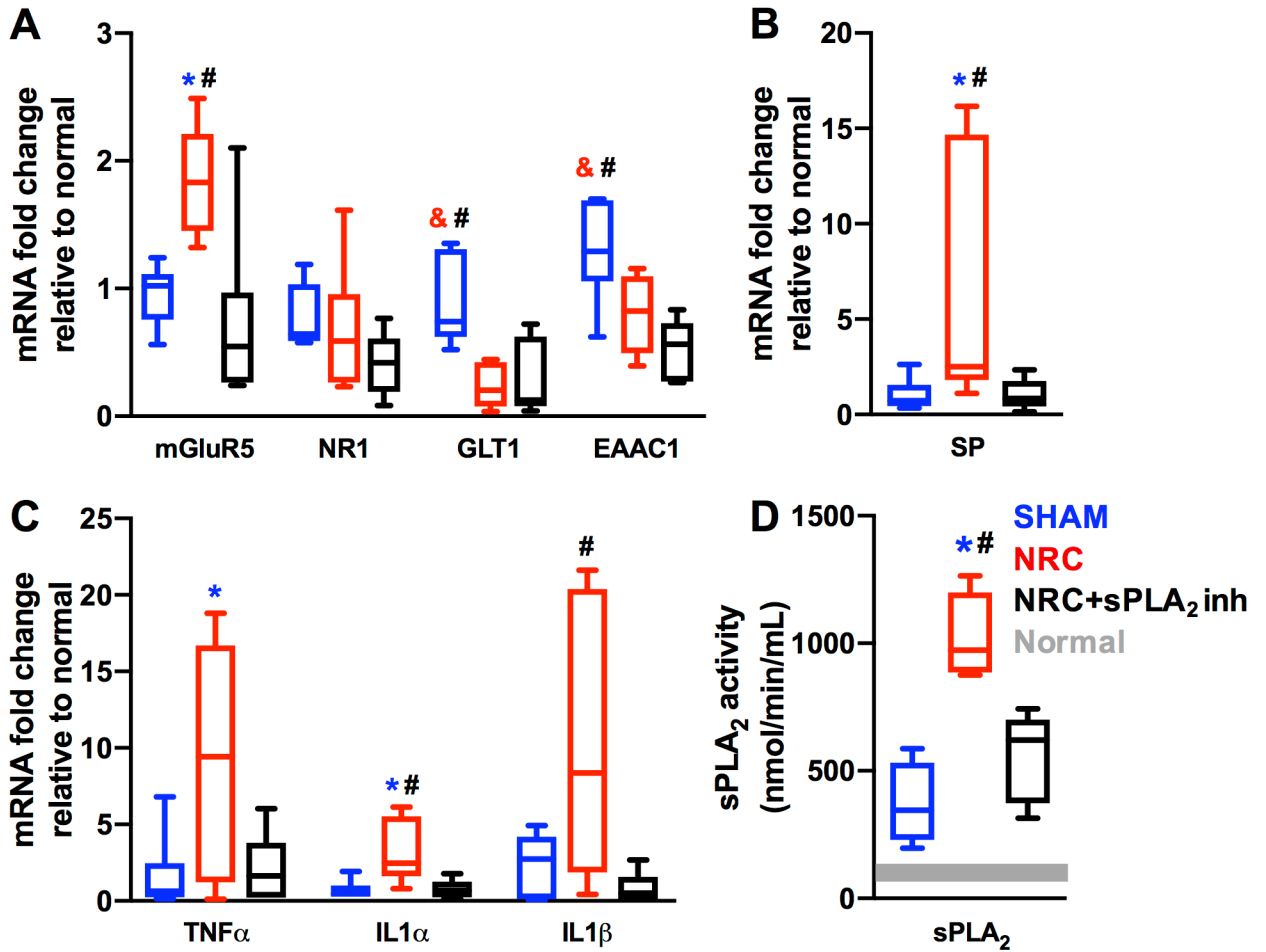 A
mRNA fold change
relative to normal
3
2
1
0
* #
& #
& #
mGluR5 NR1 GLT1 EAAC1
B
mRNA fold change
relative to normal
20
15
10
5
0
* #
SP
C
mRNA fold change
relative to normal
25
20
15
10
5
0
*
* #
#
TNFα IL1α IL1β
D
sPLA₂ activity
(nmol/min/mL)
1500
1000
500
0
* #
SHAM
NRC
NRC+sPLA₂ inh
Normal
sPLA₂